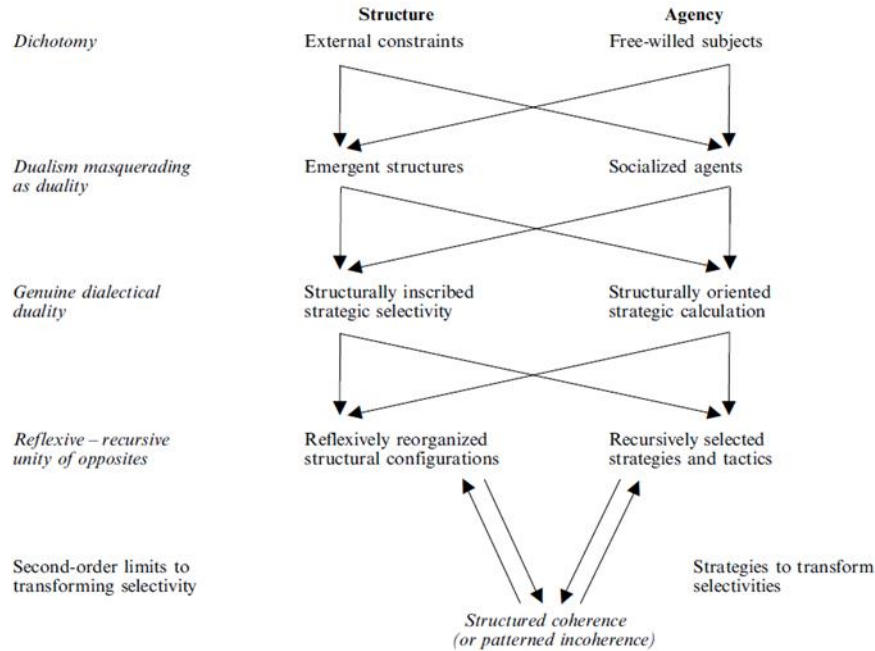 Structure Agency
Dichotomy External constraints Free-willed subjects
Dualism masquerading Emergent structures Socialized agents
as duality
Genuine dialectical Structurally inscribed Structurally oriented
duality strategic selectivity strategic calculation
Reflexive – recursive Reflexively reorganized Recursively selected
unity of opposites structural configurations strategies and tactics
Second-order limits to Strategies to transform
transforming selectivity selectivities
Structured coherence
(or patterned incoherence)